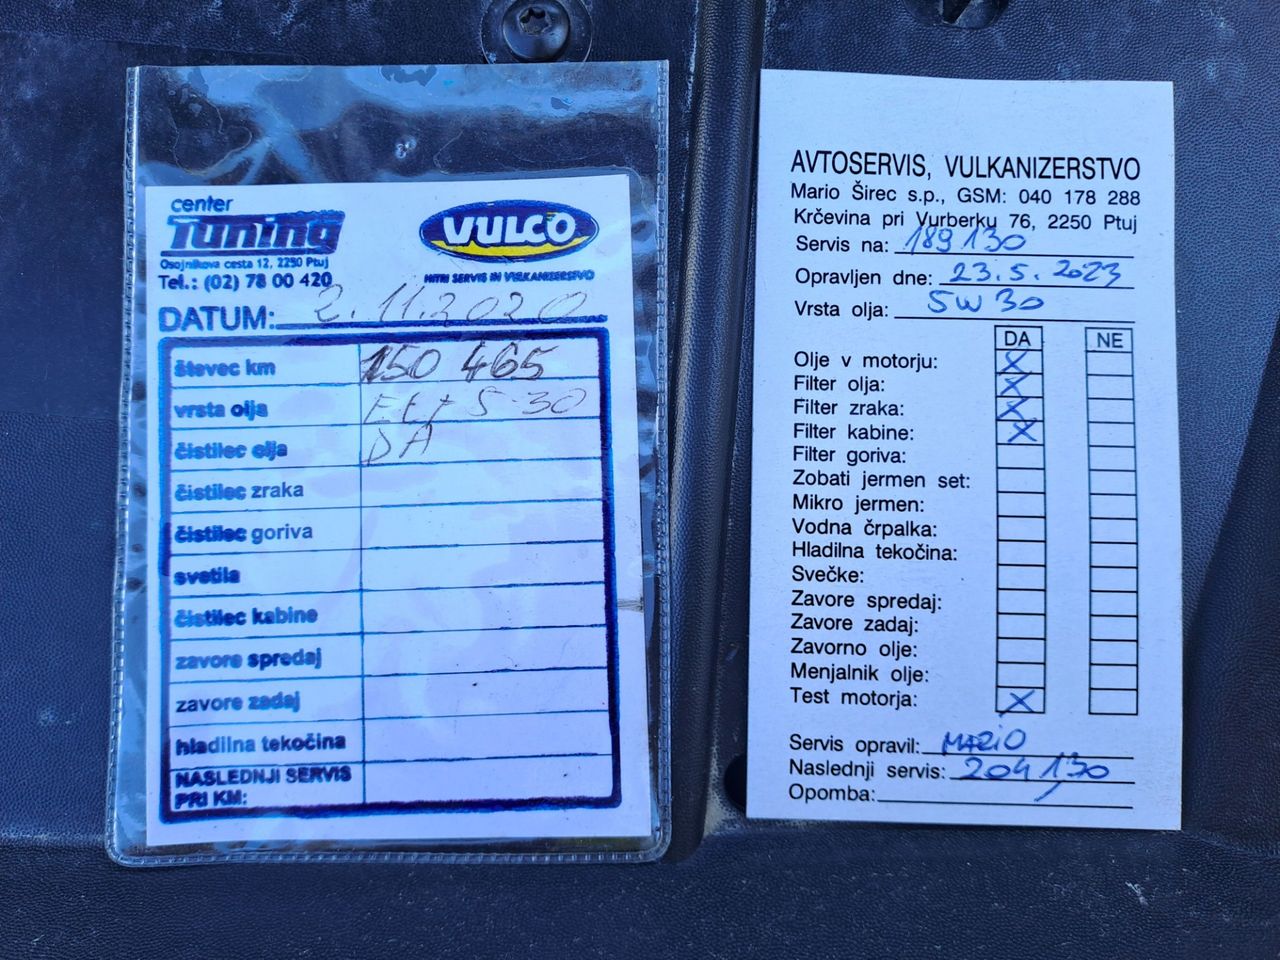 center
Tuning
Osojnikova cesta 12, 2250 Ptuj
Tel.: (02) 78 00 420
VULCO
HITRI SERVIS IN VULKANIZERSTVO
DATUM: 2. 11. 2020
števec km 150 465
vrsta olja Elf 5-30
čistilec olja DA
čistilec zraka
čistilec goriva
svetila
čistilec kabine
zavore spredaj
zavore zadaj
hladilna tekočina
NASLEDNJI SERVIS
PRI KM:
AVTOSERVIS, VULKANIZERSTVO
Mario Širec s.p., GSM: 040 178 288
Krčevina pri Vurberku 76, 2250 Ptuj
Servis na: 189130
Opravljen dne: 23. 5. 2023
Vrsta olja: 5W30
DA NE
Olje v motorju: X
Filter olja: X
Filter zraka: X
Filter kabine: X
Filter goriva:
Zobati jermen set:
Mikro jermen:
Vodna črpalka:
Hladilna tekočina:
Svečke:
Zavore spredaj:
Zavore zadaj:
Zavorno olje:
Menjalnik olje:
Test motorja: X
Servis opravil: MARIO
Naslednji servis: 204130
Opomba: